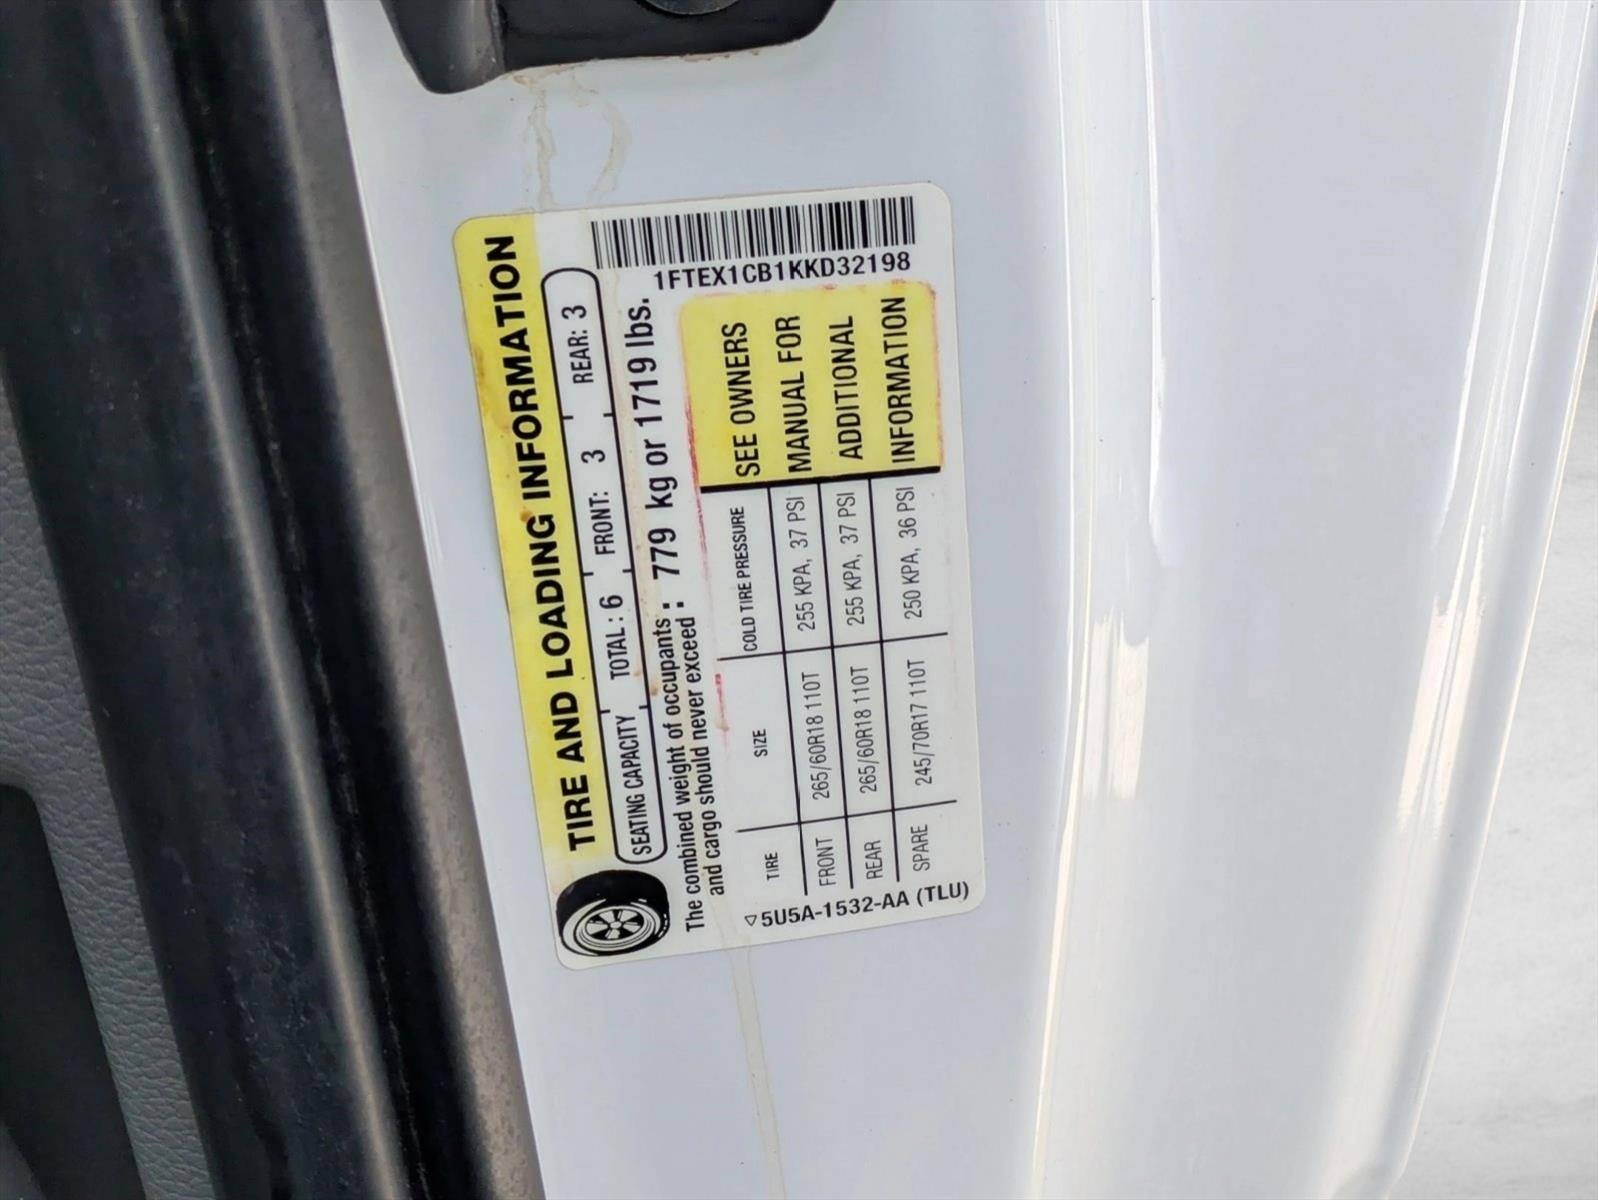 1FTEX1CB1KKD32198
TIRE AND LOADING INFORMATION
SEATING CAPACITY TOTAL: 6 FRONT: 3 REAR: 3
The combined weight of occupants and cargo should never exceed : 779 kg or 1719 lbs.
TIRE SIZE COLD TIRE PRESSURE
FRONT 265/60R18 110T 255 KPA, 37 PSI
REAR 265/60R18 110T 255 KPA, 37 PSI
SPARE 245/70R17 110T 250 KPA, 36 PSI
SEE OWNERS
MANUAL FOR
ADDITIONAL
INFORMATION
5U5A-1532-AA (TLU)